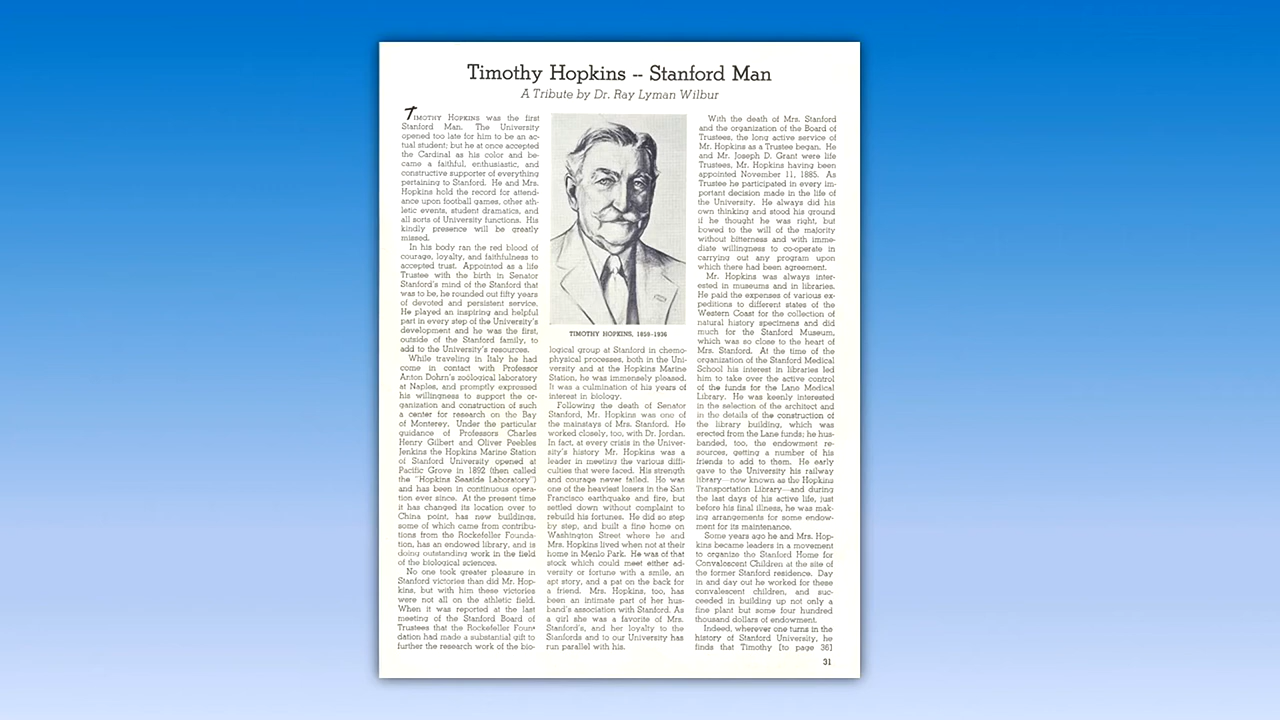 Timothy Hopkins -- Stanford Man
A Tribute by Dr. Ray Lyman Wilbur
TIMOTHY HOPKINS was the first
Stanford Man. The University
opened too late for him to be an ac-
tual student; but he at once accepted
the Cardinal as his color and be-
came a faithful, enthusiastic, and
constructive supporter of everything
pertaining to Stanford. He and Mrs.
Hopkins hold the record for attend-
ance upon football games, other ath-
letic events, student dramatics, and
all sorts of University functions. His
kindly presence will be greatly
missed.
In his body ran the red blood of
courage, loyalty, and faithfulness to
accepted trust. Appointed as a life
Trustee with the birth in Senator
Stanford's mind of the Stanford that
was to be, he rounded out fifty years
of devoted and persistent service.
He played an inspiring and helpful
part in every step of the University's
development and he was the first,
outside of the Stanford family, to
add to the University's resources.
While traveling in Italy he had
come in contact with Professor
Anton Dohrn's zoological laboratory
at Naples, and promptly expressed
his willingness to support the or-
ganization and construction of such
a center for research on the Bay
of Monterey. Under the particular
guidance of Professors Charles
Henry Gilbert and Oliver Peebles
Jenkins the Hopkins Marine Station
of Stanford University opened at
Pacific Grove in 1892 (then called
the "Hopkins Seaside Laboratory")
and has been in continuous opera-
tion ever since. At the present time
it has changed its location over to
China point, has new buildings,
some of which came from contribu-
tions from the Rockefeller Founda-
tion, has an endowed library, and is
doing outstanding work in the field
of the biological sciences.
No one took greater pleasure in
Stanford victories than did Mr. Hop-
kins, but with him these victories
were not all on the athletic field.
When it was reported at the last
meeting of the Stanford Board of
Trustees that the Rockefeller Foun-
dation had made a substantial gift to
further the research work of the bio-
TIMOTHY HOPKINS, 1859-1936
logical group at Stanford in chemo-
physical processes, both in the Uni-
versity and at the Hopkins Marine
Station, he was immensely pleased.
It was a culmination of his years of
interest in biology.
Following the death of Senator
Stanford, Mr. Hopkins was one of
the mainstays of Mrs. Stanford. He
worked closely, too, with Dr. Jordan.
In fact, at every crisis in the Univer-
sity's history Mr. Hopkins was a
leader in meeting the various diffi-
culties that were faced. His strength
and courage never failed. He was
one of the heaviest losers in the San
Francisco earthquake and fire, but
settled down without complaint to
rebuild his fortunes. He did so step
by step, and built a fine home on
Washington Street where he and
Mrs. Hopkins lived when not at their
home in Menlo Park. He was of that
stock which could meet either ad-
versity or fortune with a smile, an
apt story, and a pat on the back for
a friend. Mrs. Hopkins, too, has
been an intimate part of her hus-
band's association with Stanford. As
a girl she was a favorite of Mrs.
Stanford's, and her loyalty to the
Stanfords and to our University has
run parallel with his.
With the death of Mrs. Stanford
and the organization of the Board of
Trustees, the long active service of
Mr. Hopkins as a Trustee began. He
and Mr. Joseph D. Grant were life
Trustees, Mr. Hopkins having been
appointed November 11, 1885. As
Trustee he participated in every im-
portant decision made in the life of
the University. He always did his
own thinking and stood his ground
if he thought he was right, but
bowed to the will of the majority
without bitterness and with imme-
diate willingness to co-operate in
carrying out any program upon
which there had been agreement.
Mr. Hopkins was always inter-
ested in museums and in libraries.
He paid the expenses of various ex-
peditions to different states of the
Western Coast for the collection of
natural history specimens and did
much for the Stanford Museum,
which was so close to the heart of
Mrs. Stanford. At the time of the
organization of the Stanford Medical
School his interest in libraries led
him to take over the active control
of the funds for the Lane Medical
Library. He was keenly interested
in the selection of the architect and
in the details of the construction of
the library building, which was
erected from the Lane funds; he hus-
banded, too, the endowment re-
sources, getting a number of his
friends to add to them. He early
gave to the University his railway
library—now known as the Hopkins
Transportation Library—and during
the last days of his active life, just
before his final illness, he was mak-
ing arrangements for some endow-
ment for its maintenance.
Some years ago he and Mrs. Hop-
kins became leaders in a movement
to organize the Stanford Home for
Convalescent Children at the site of
the former Stanford residence. Day
in and day out he worked for these
convalescent children, and suc-
ceeded in building up not only a
fine plant but some four hundred
thousand dollars of endowment.
Indeed, wherever one turns in the
history of Stanford University, he
finds that Timothy [to page 36]
31